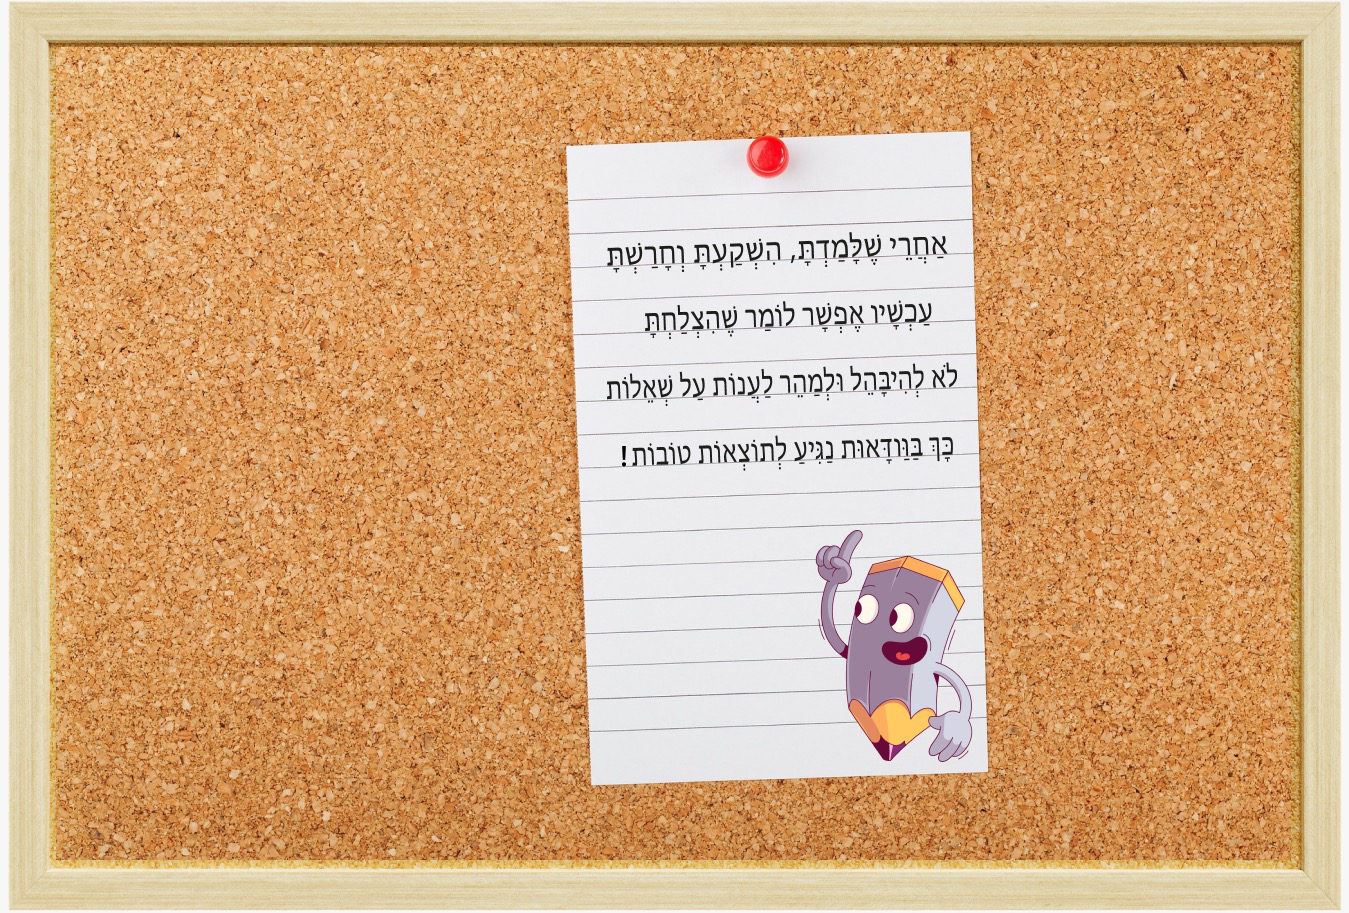 אַחֲרֵי שֶׁלָּמַדְתָּ, הִשְׁקַעְתָּ וְחָרַשְׁתָּ
עַכְשָׁיו אֶפְשָׁר לוֹמַר שֶׁהִצְלַחְתָּ
לֹא לְהִיבָּהֵל וּלְמַהֵר לַעֲנוֹת עַל שְׁאֵלוֹת
כָּךְ בַּוַּודָּאוּת נַגִּיעַ לְתוֹצָאוֹת טוֹבוֹת!